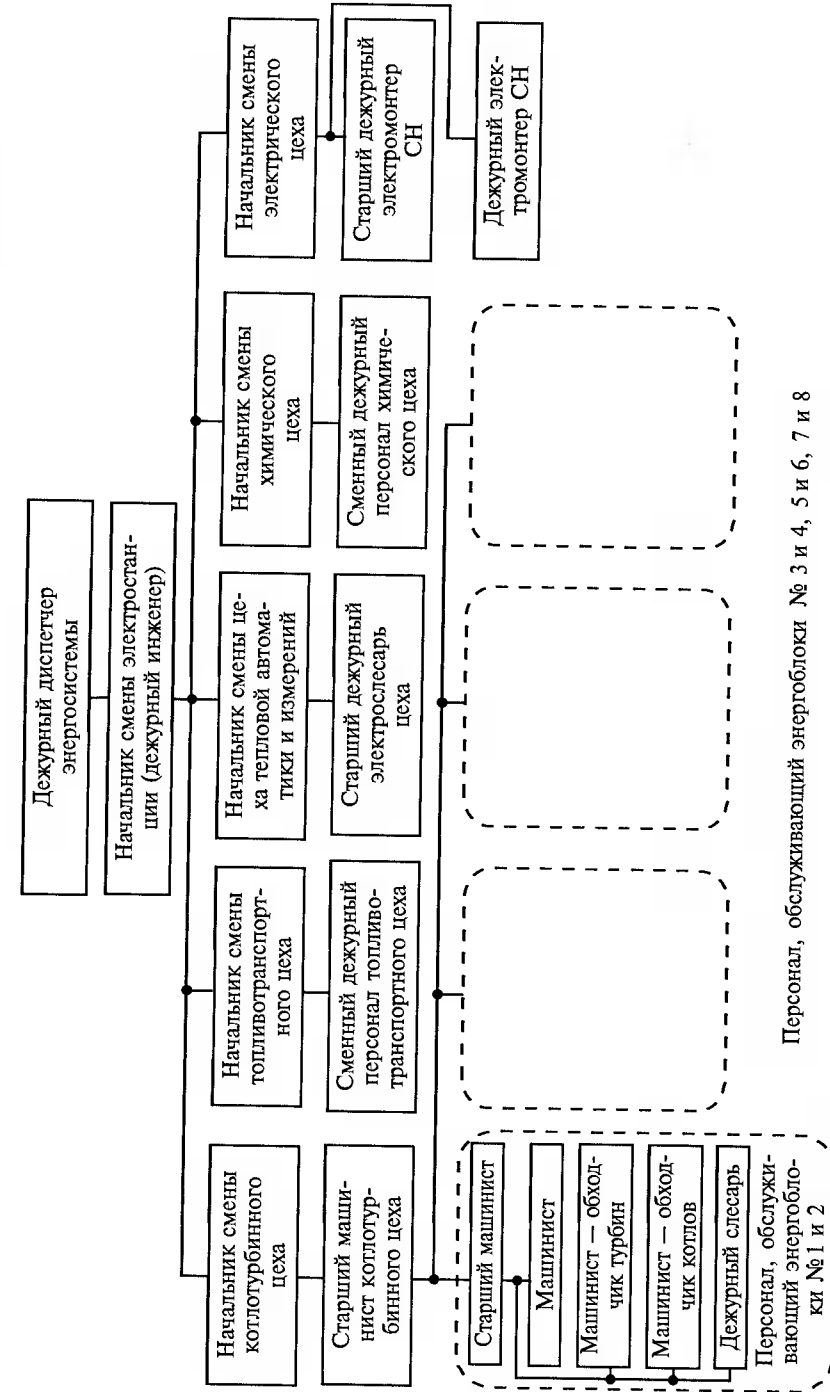 Дежурный диспетчер
энергосистемы
Начальник смены электростан-
ции (дежурный инженер)
Начальник смены
котлотурбинного
цеха
Начальник смены
топливотранспорт-
ного цеха
Начальник смены це-
ха тепловой автома-
тики и измерений
Начальник смены
химического
цеха
Начальник смены
электрического
цеха
Старший маши-
нист котлотур-
бинного цеха
Сменный дежурный
персонал топливо-
транспортного цеха
Старший дежурный
электрослесарь
цеха
Сменный дежурный
персонал химиче-
ского цеха
Старший дежурный
электромонтер
СН
Дежурный элек-
тромонтер СН
Старший машинист
Машинист
Машинист — обход-
чик турбин
Машинист — обход-
чик котлов
Дежурный слесарь
Персонал, обслужи-
вающий энергобло-
ки №1 и 2
Персонал, обслуживающий энергоблоки № 3 и 4, 5 и 6, 7 и 8